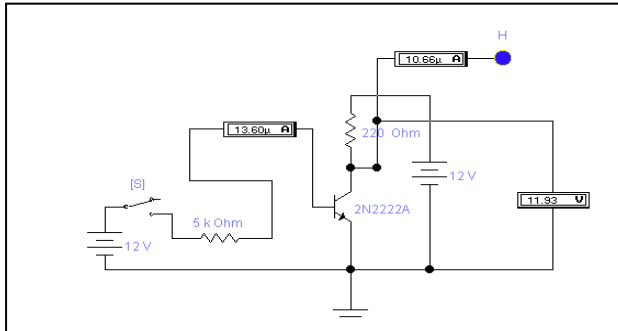 H
10.66µ A
13.60µ A
220 Ohm
[S]
12 V
2N2222A
11.93 V
5 k Ohm
12 V